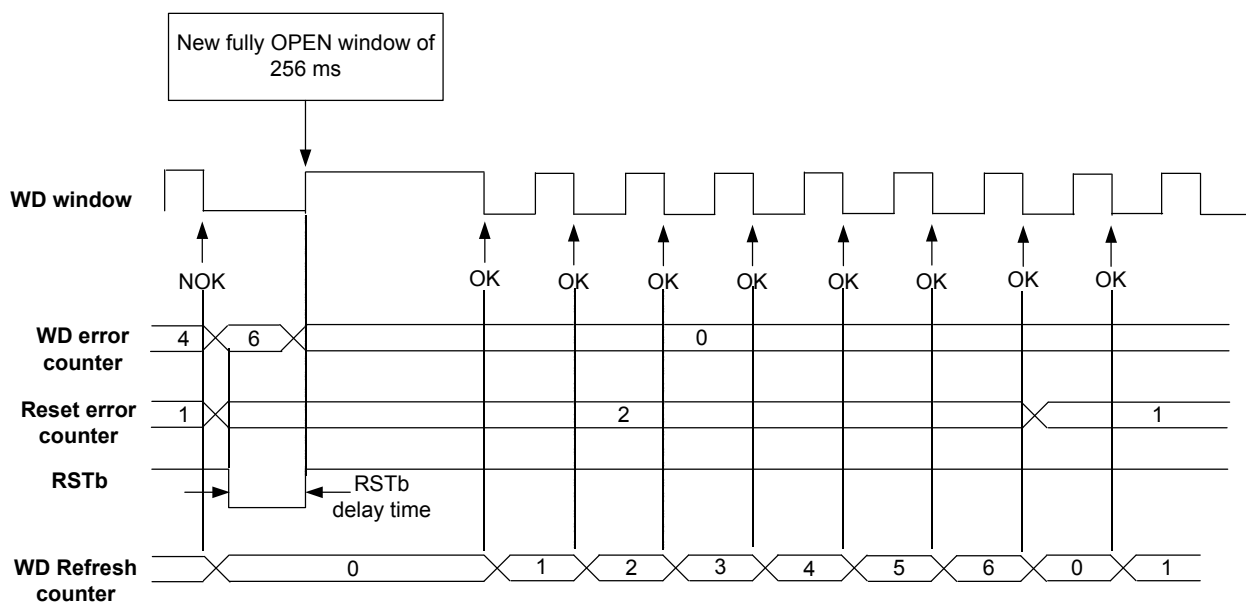 New fully OPEN window of
256 ms
WD window
NOK
OK
OK
OK
OK
OK
OK
OK
OK
WD error
counter
4
6
0
Reset error
counter
1
2
1
RSTb
RSTb
delay time
WD Refresh
counter
0
1
2
3
4
5
6
0
1